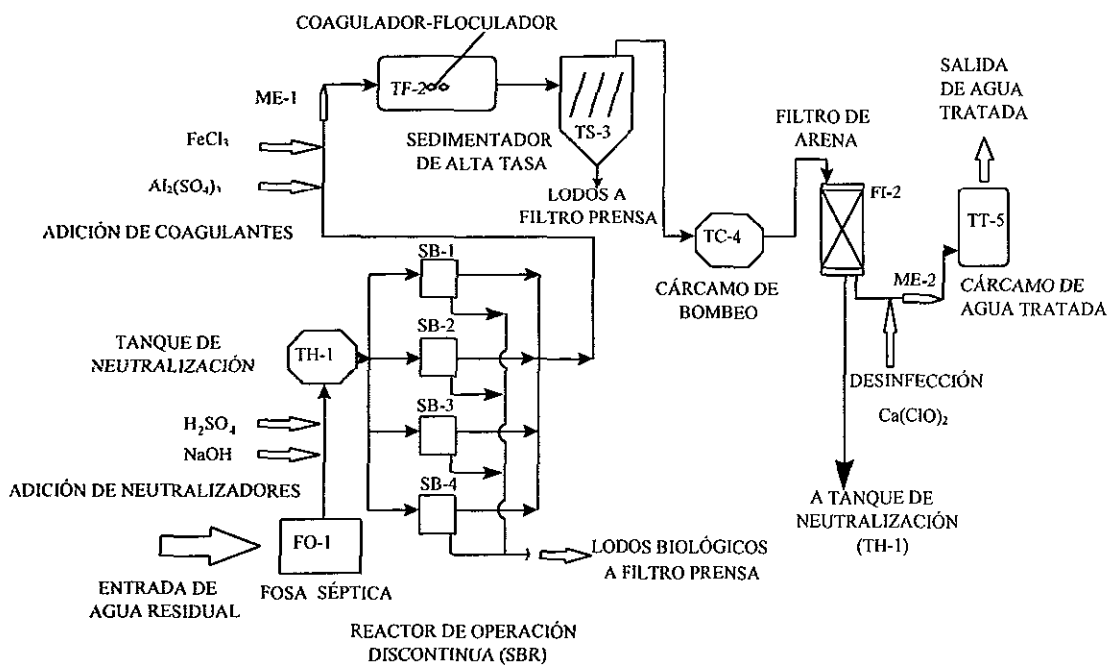 COAGULADOR-FLOCULADOR
TF-2
ME-1
FeCl₃
Al₂(SO₄)₃
ADICIÓN DE COAGULANTES
SEDIMENTADOR
DE ALTA TASA
TS-3
LODOS A
FILTRO PRENSA
TC-4
CÁRCAMO DE
BOMBEO
FILTRO DE
ARENA
FI-2
SALIDA
DE AGUA
TRATADA
TT-5
ME-2
CÁRCAMO DE
AGUA TRATADA
DESINFECCIÓN
Ca(ClO)₂
A TANQUE DE
NEUTRALIZACIÓN
(TH-1)
SB-1
SB-2
SB-3
SB-4
TANQUE DE
NEUTRALIZACIÓN
TH-1
H₂SO₄
NaOH
ADICIÓN DE NEUTRALIZADORES
FO-1
ENTRADA DE
AGUA RESIDUAL
FOSA SÉPTICA
LODOS BIOLÓGICOS
A FILTRO PRENSA
REACTOR DE OPERACIÓN
DISCONTINUA (SBR)